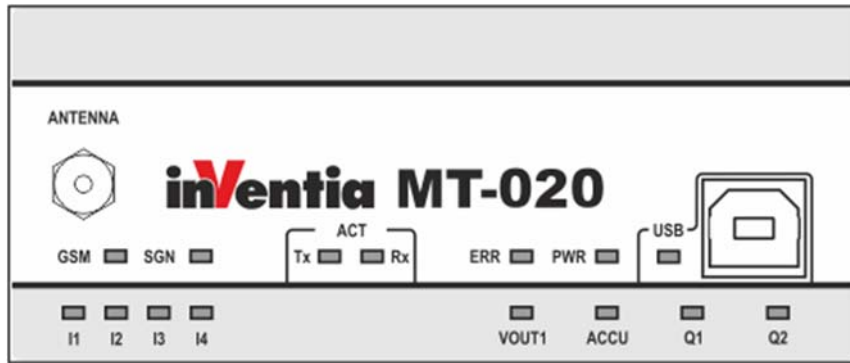 ANTENNA
inVentia MT-020
ACT
USB
GSM SGN Tx Rx ERR PWR
I1 I2 I3 I4 VOUT1 ACCU Q1 Q2